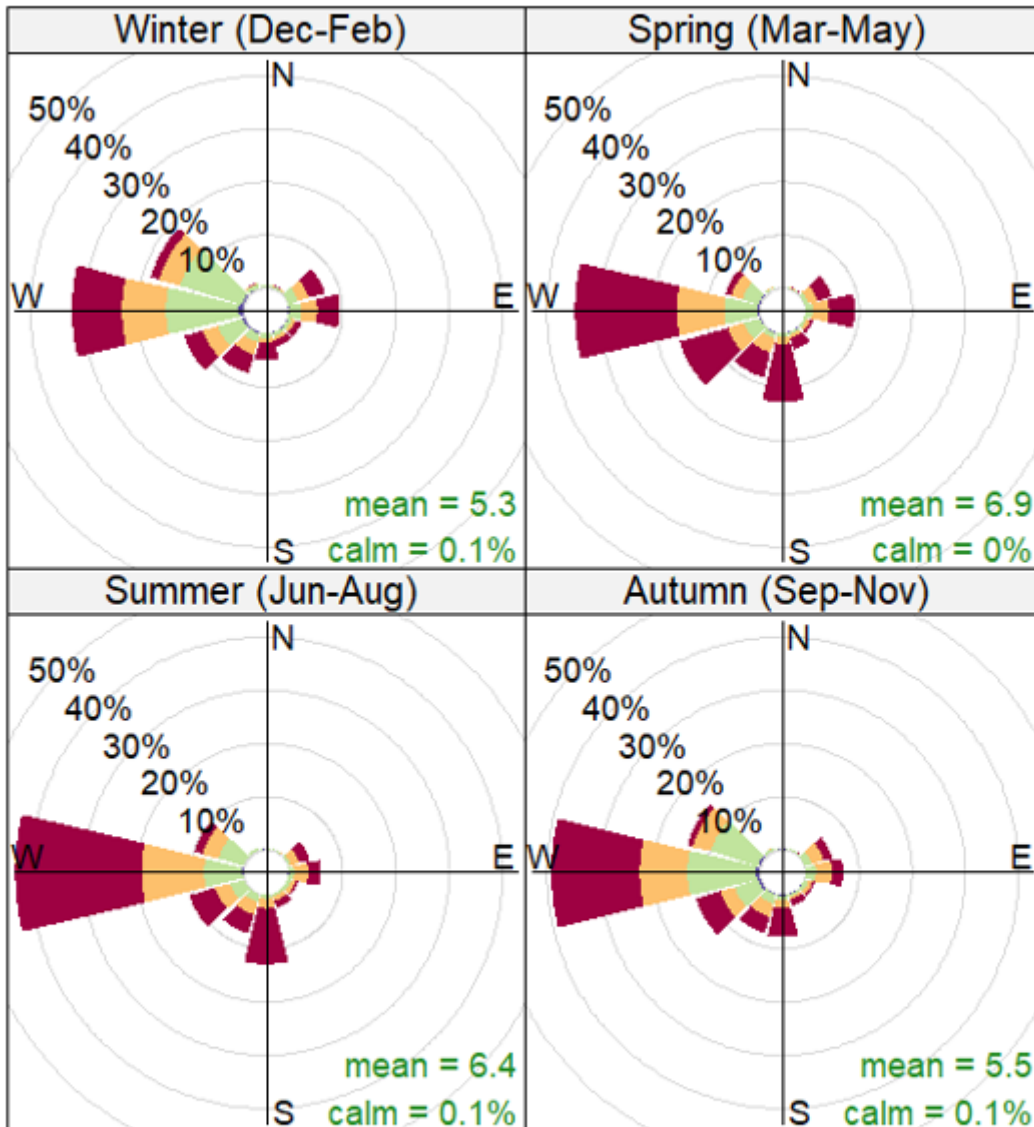 Winter (Dec-Feb)
N
50%
40%
30%
20%
10%
W
E
S
mean = 5.3
calm = 0.1%
Spring (Mar-May)
N
50%
40%
30%
20%
10%
W
E
S
mean = 6.9
calm = 0%
Summer (Jun-Aug)
N
50%
40%
30%
20%
10%
W
E
S
mean = 6.4
calm = 0.1%
Autumn (Sep-Nov)
N
50%
40%
30%
20%
10%
W
E
S
mean = 5.5
calm = 0.1%